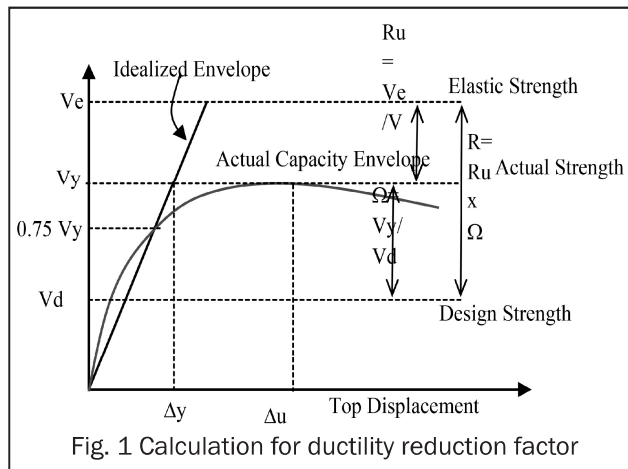 Ru
=
Ve
/V
Idealized Envelope
Elastic Strength
Ve
R=
Ru
x
Ω
Actual Capacity Envelope
Actual Strength
Vy
Vy/
Vd
0.75 Vy
Vd
Design Strength
Δy
Δu
Top Displacement
Fig. 1 Calculation for ductility reduction factor